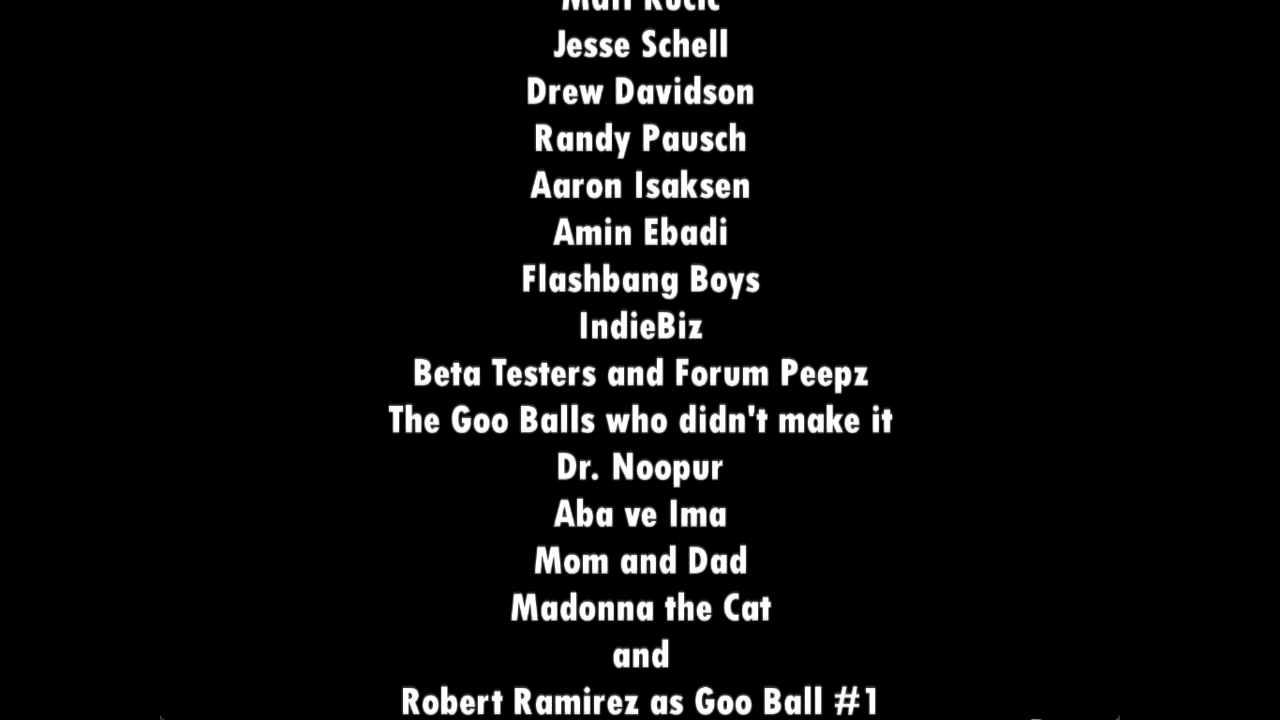 Jesse Schell
Drew Davidson
Randy Pausch
Aaron Isaksen
Amin Ebadi
Flashbang Boys
IndieBiz
Beta Testers and Forum Peepz
The Goo Balls who didn't make it
Dr. Noopur
Aba ve Ima
Mom and Dad
Madonna the Cat
and
Robert Ramirez as Goo Ball #1